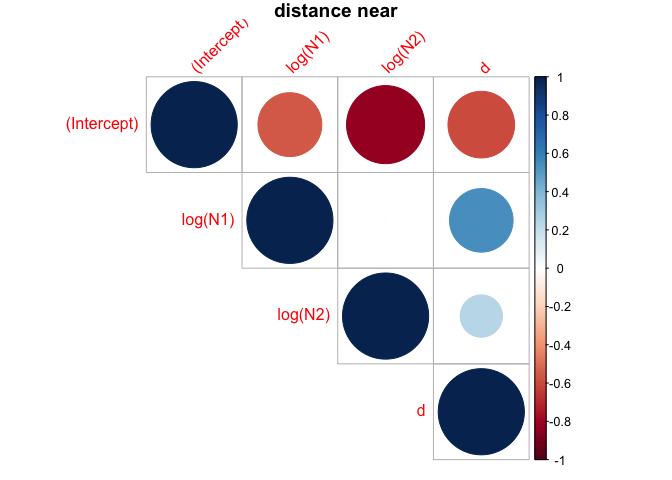 distance near
(Intercept)
log(N1)
log(N2)
d
(Intercept)
log(N1)
log(N2)
d
1
0.8
0.6
0.4
0.2
0
-0.2
-0.4
-0.6
-0.8
-1